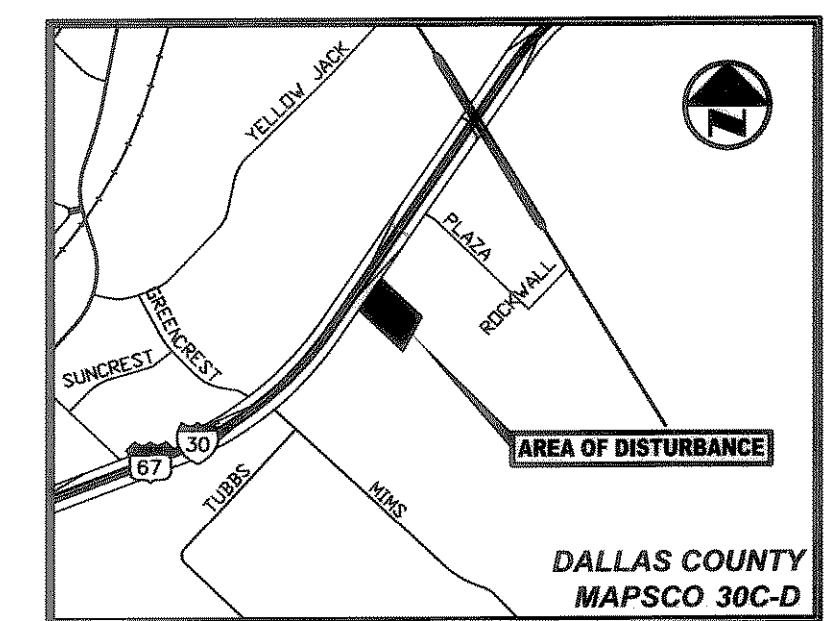 YELLOW JACK
N
PLAZA
ROCKWALL
GREENCREST
SUNCREST
30
67
AREA OF DISTURBANCE
TUBBS
MIMS
DALLAS COUNTY
MAPSCO 30C-D